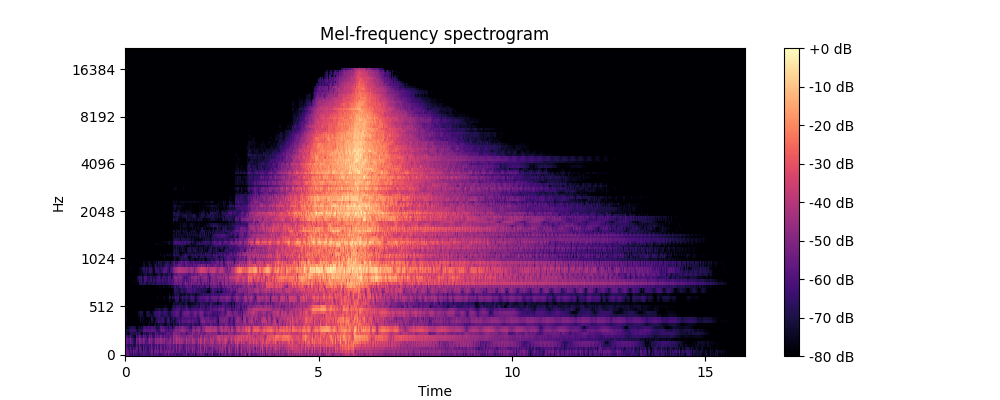 Mel-frequency spectrogram
16384
8192
4096
2048
1024
512
0
Hz
0
5
10
15
Time
+0 dB
-10 dB
-20 dB
-30 dB
-40 dB
-50 dB
-60 dB
-70 dB
-80 dB